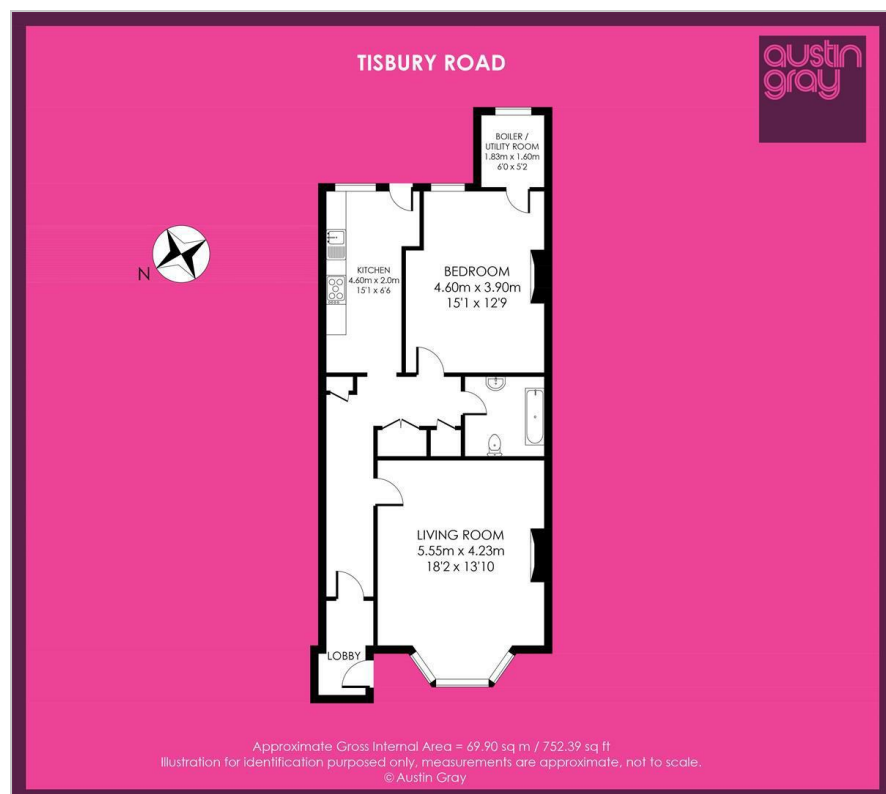 TISBURY ROAD
austin
gray
BOILER /
UTILITY ROOM
1.83m x 1.60m
6'0 x 5'2
N
KITCHEN
4.60m x 2.0m
15'1 x 6'6
BEDROOM
4.60m x 3.90m
15'1 x 12'9
LIVING ROOM
5.55m x 4.23m
18'2 x 13'10
LOBBY
Approximate Gross Internal Area = 69.90 sq m / 752.39 sq ft
Illustration for identification purposed only, measurements are approximate, not to scale.
© Austin Gray